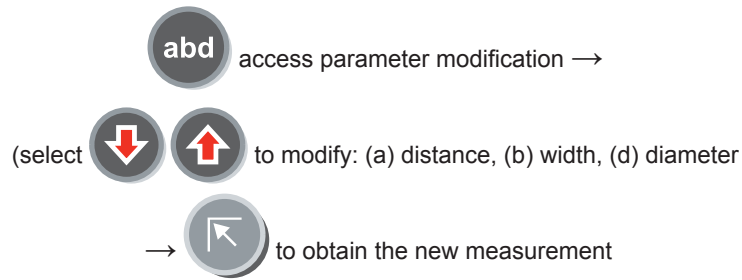 abd access parameter modification →
(select to modify: (a) distance, (b) width, (d) diameter
→ to obtain the new measurement